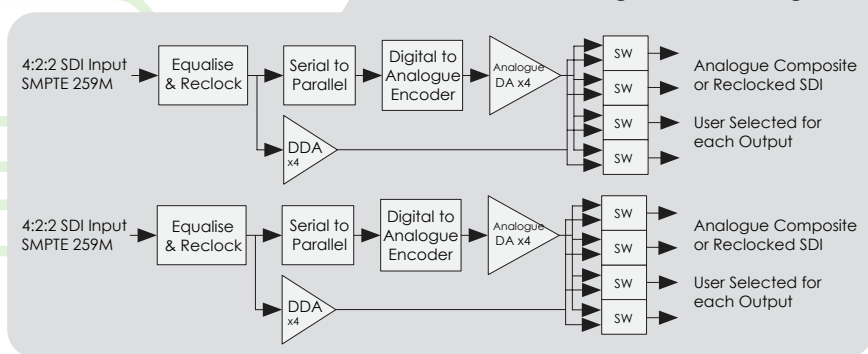 4:2:2 SDI Input
SMPTE 259M
Equalise
& Reclock
Serial to
Parallel
Digital to
Analogue
Encoder
Analogue
DA x4
DDA
x4
SW
SW
SW
SW
Analogue Composite
or Reclocked SDI
User Selected for
each Output
4:2:2 SDI Input
SMPTE 259M
Equalise
& Reclock
Serial to
Parallel
Digital to
Analogue
Encoder
Analogue
DA x4
DDA
x4
SW
SW
SW
SW
Analogue Composite
or Reclocked SDI
User Selected for
each Output